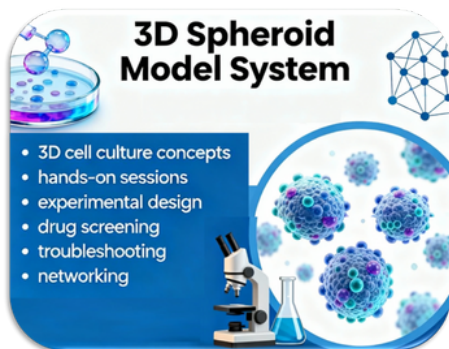 3D Spheroid
Model System
• 3D cell culture concepts
• hands-on sessions
• experimental design
• drug screening
• troubleshooting
• networking